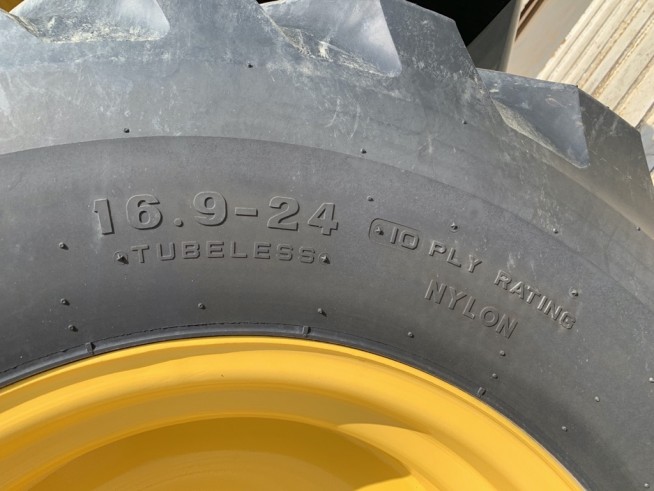 16.9-24
TUBELESS
10 PLY RATING
NYLON